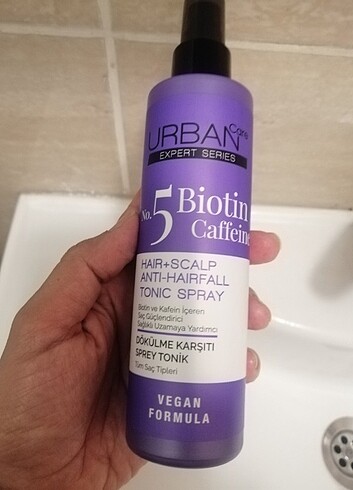 URBAN Care
EXPERT SERIES
No. 5 Biotin
Caffeine
HAIR+SCALP
ANTI-HAIRFALL
TONIC SPRAY
Biotin ve Kafein İçeren
Saç Güçlendirici
Sağlıklı Uzamaya Yardımcı
DÖKÜLME KARŞITI
SPREY TONİK
Tüm Saç Tipleri
VEGAN
FORMULA